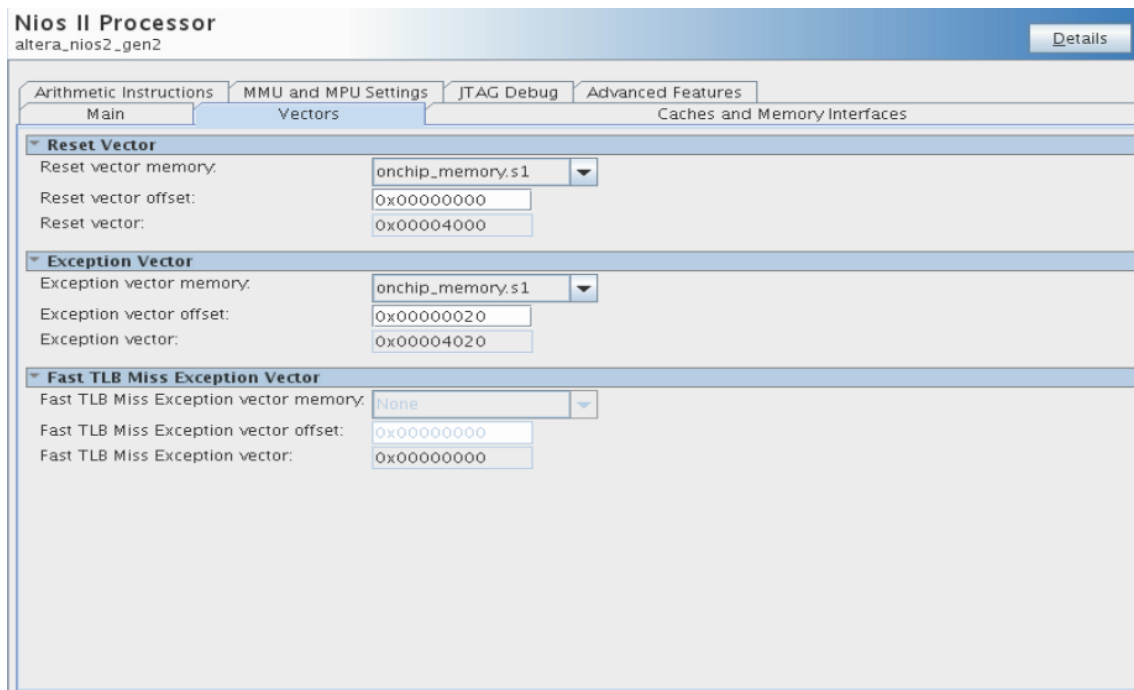 Nios II Processor
altera_nios2_gen2
Details
Arithmetic Instructions MMU and MPU Settings JTAG Debug Advanced Features
Main Vectors Caches and Memory Interfaces
Reset Vector
Reset vector memory: onchip_memory.s1
Reset vector offset: 0x00000000
Reset vector: 0x00004000
Exception Vector
Exception vector memory: onchip_memory.s1
Exception vector offset: 0x00000020
Exception vector: 0x00004020
Fast TLB Miss Exception Vector
Fast TLB Miss Exception vector memory: None
Fast TLB Miss Exception vector offset: 0x00000000
Fast TLB Miss Exception vector: 0x00000000